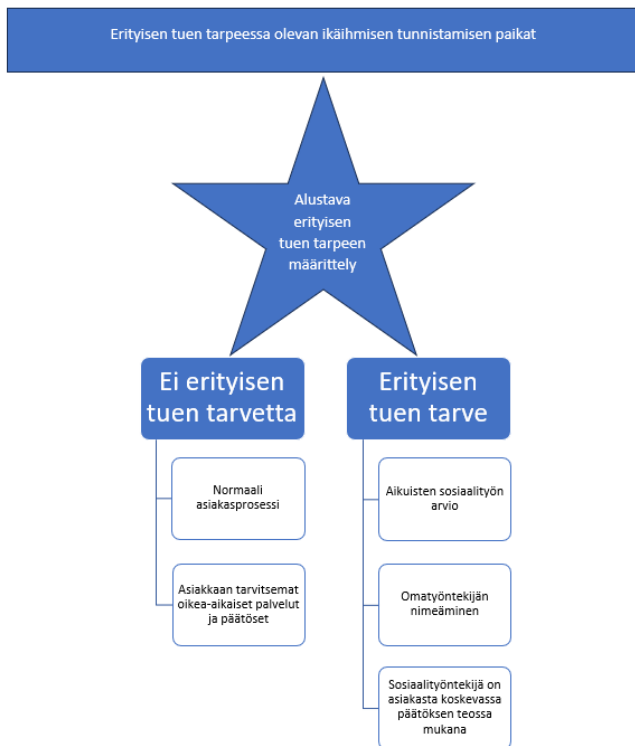 Erityisen tuen tarpeessa olevan ikäihmisen tunnistamisen paikat
Alustava
erityisen
tuen tarpeen
määrittely
Ei erityisen
tuen tarvetta
Normaali
asiakasprosessi
Asiakkaan tarvitsemat
oikea-aikaiset palvelut
ja päätöset
Erityisen
tuen tarve
Aikuisten sosiaalityön
arvio
Omatyöntekijän
nimeäminen
Sosiaalityöntekijä on
asiakasta koskevassa
päätöksen teossa
mukana